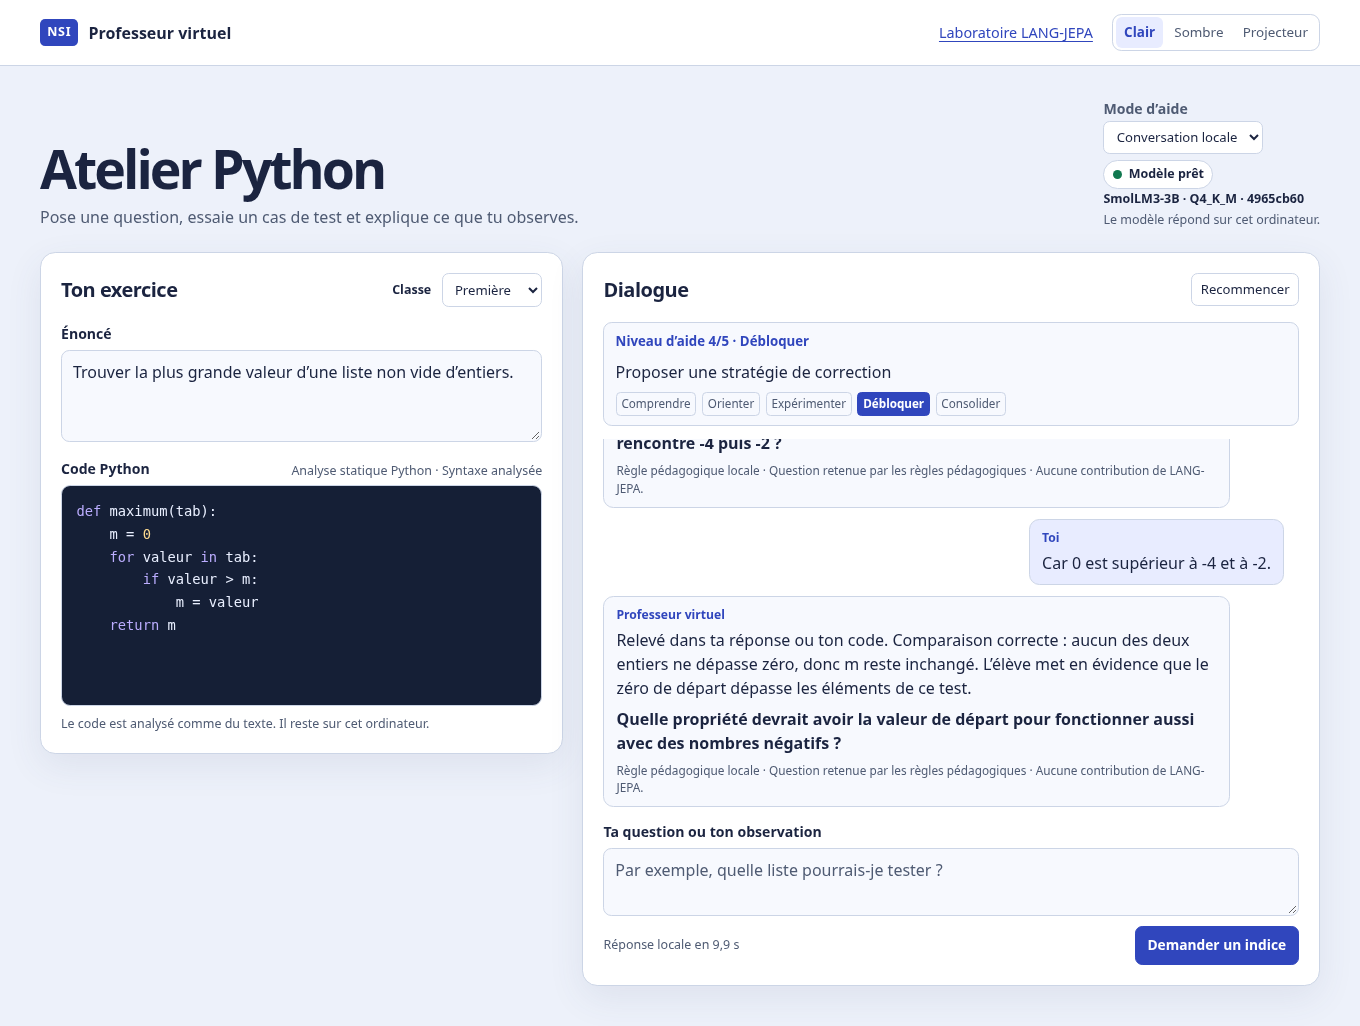 NSI Professeur virtuel
Laboratoire LANG-JEPA
Clair Sombre Projecteur
Mode d’aide
Conversation locale
Modèle prêt
SmolLM3-3B · Q4_K_M · 4965cb60
Le modèle répond sur cet ordinateur.
Atelier Python
Pose une question, essaie un cas de test et explique ce que tu observes.
Ton exercice
Classe Première
Énoncé
Trouver la plus grande valeur d’une liste non vide d’entiers.
Code Python
Analyse statique Python · Syntaxe analysée
def maximum(tab):
    m = 0
    for valeur in tab:
        if valeur > m:
            m = valeur
    return m
Le code est analysé comme du texte. Il reste sur cet ordinateur.
Dialogue
Recommencer
Niveau d’aide 4/5 · Débloquer
Proposer une stratégie de correction
Comprendre Orienter Expérimenter Débloquer Consolider
rencontre -4 puis -2 ?
Règle pédagogique locale · Question retenue par les règles pédagogiques · Aucune contribution de LANG-
JEPA.
Toi
Car 0 est supérieur à -4 et à -2.
Professeur virtuel
Relevé dans ta réponse ou ton code. Comparaison correcte : aucun des deux
entiers ne dépasse zéro, donc m reste inchangé. L’élève met en évidence que le
zéro de départ dépasse les éléments de ce test.
Quelle propriété devrait avoir la valeur de départ pour fonctionner aussi
avec des nombres négatifs ?
Règle pédagogique locale · Question retenue par les règles pédagogiques · Aucune contribution de LANG-
JEPA.
Ta question ou ton observation
Par exemple, quelle liste pourrais-je tester ?
Réponse locale en 9,9 s
Demander un indice